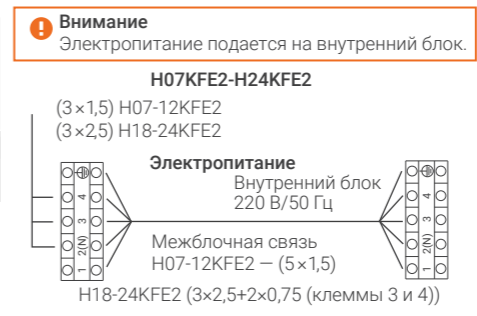 Внимание
Электропитание подается на внутренний блок.
H07KFE2-H24KFE2
(3×1,5) H07-12KFE2
(3×2,5) H18-24KFE2
Электропитание
Внутренний блок
220 В/50 Гц
4
3
2(N)
1
4
3
2(N)
1
Межблочная связь
H07-12KFE2 — (5×1,5)
H18-24KFE2 (3×2,5+2×0,75 (клеммы 3 и 4))